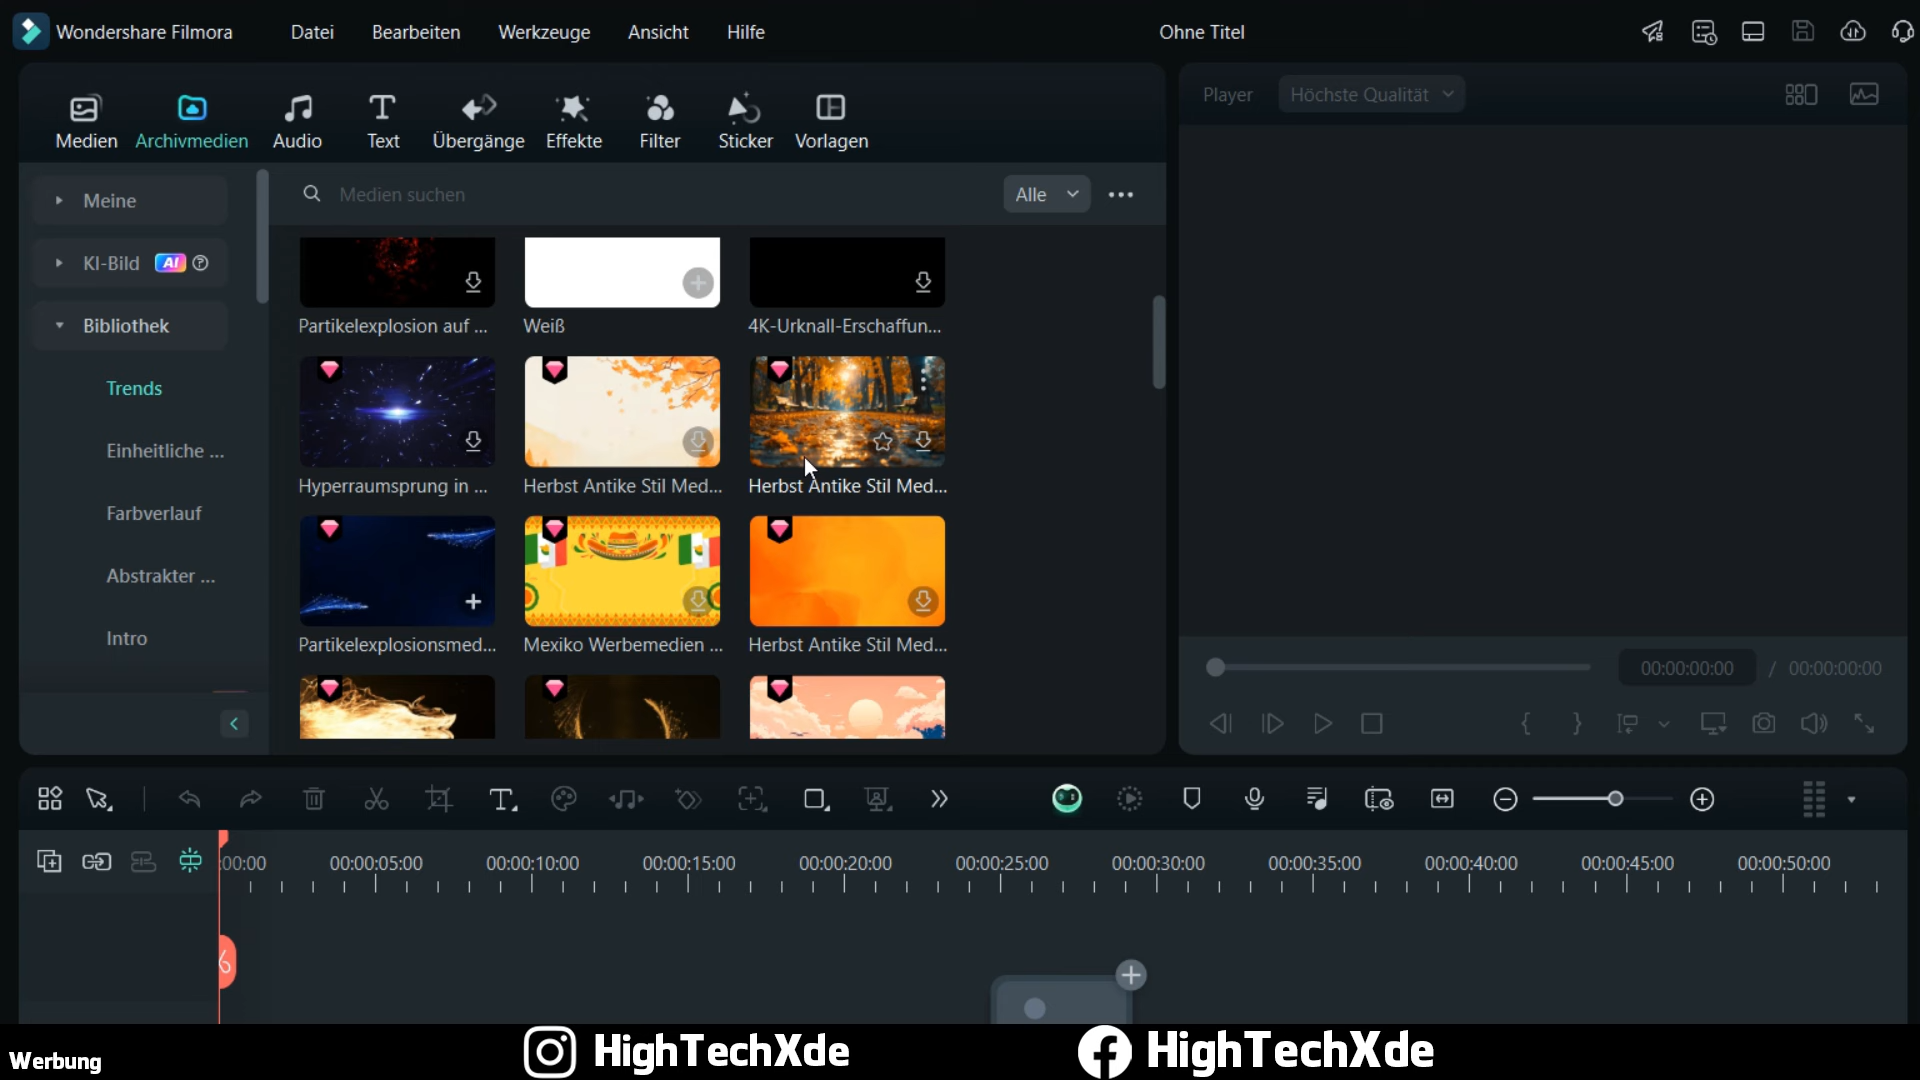 Wondershare Filmora Datei Bearbeiten Werkzeuge Ansicht Hilfe Ohne Titel
Medien Archivmedien Audio Text Übergänge Effekte Filter Sticker Vorlagen
Player Höchste Qualität
Meine
KI-Bild AI
Bibliothek
Trends
Einheitliche ...
Farbverlauf
Abstrakter ...
Intro
Medien suchen Alle
Partikelexplosion auf ... Weiß 4K-Urknall-Erschaffun...
Hyperraumsprung in ... Herbst Antike Stil Med... Herbst Antike Stil Med...
Partikelexplosionsmed... Mexiko Werbemedien ... Herbst Antike Stil Med...
00:00:00:00 / 00:00:00:00
:00:00 00:00:05:00 00:00:10:00 00:00:15:00 00:00:20:00 00:00:25:00 00:00:30:00 00:00:35:00 00:00:40:00 00:00:45:00 00:00:50:00
Werbung HighTechXde HighTechXde